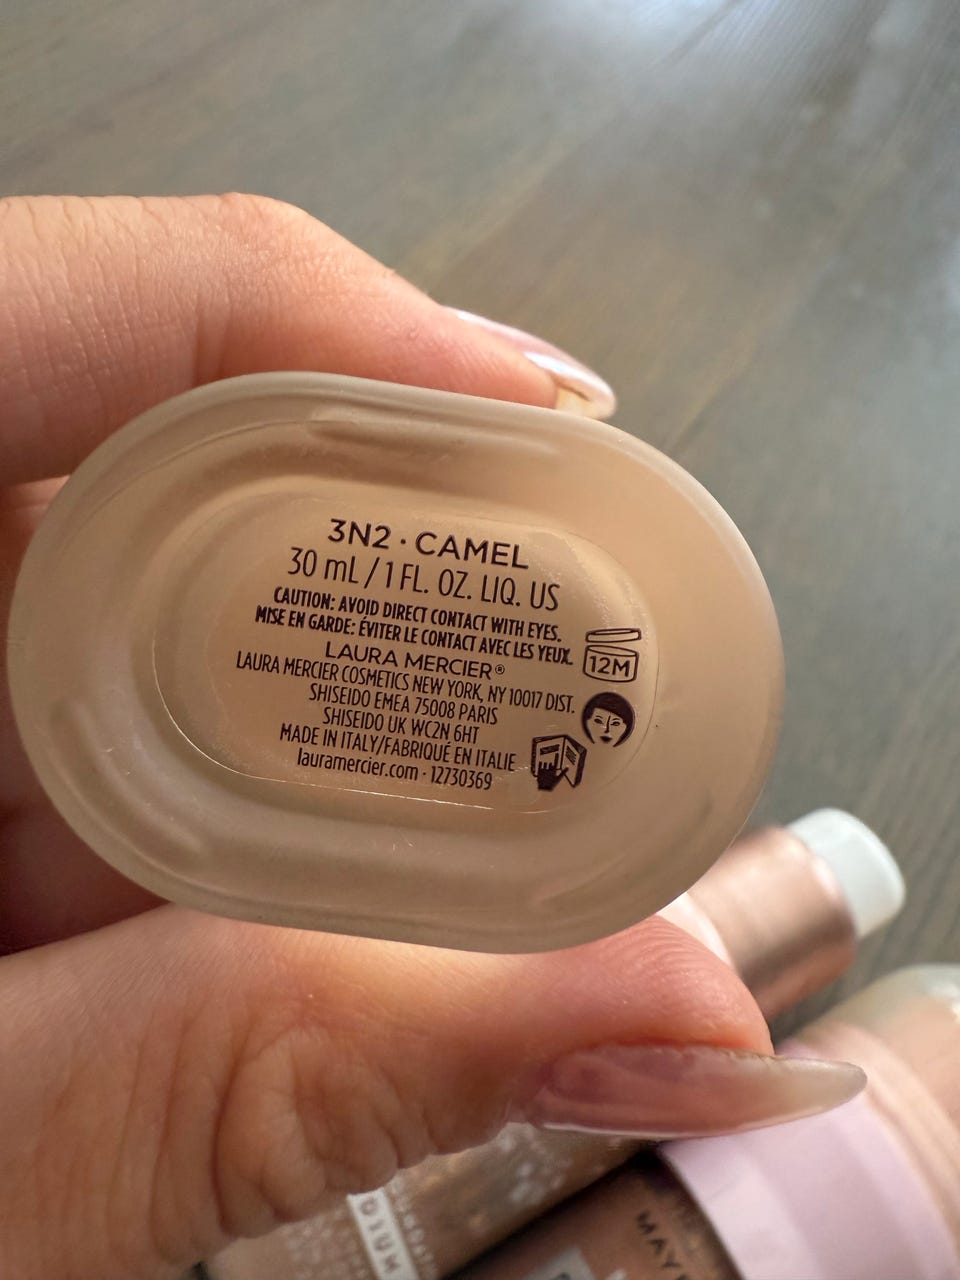 3N2 · CAMEL
30 mL / 1 FL. OZ. LIQ. US
CAUTION: AVOID DIRECT CONTACT WITH EYES.
MISE EN GARDE: ÉVITER LE CONTACT AVEC LES YEUX.
LAURA MERCIER®
LAURA MERCIER COSMETICS NEW YORK, NY 10017 DIST.
SHISEIDO EMEA 75008 PARIS
SHISEIDO UK WC2N 6HT
MADE IN ITALY/FABRIQUÉ EN ITALIE
lauramercier.com · 12730369
12M